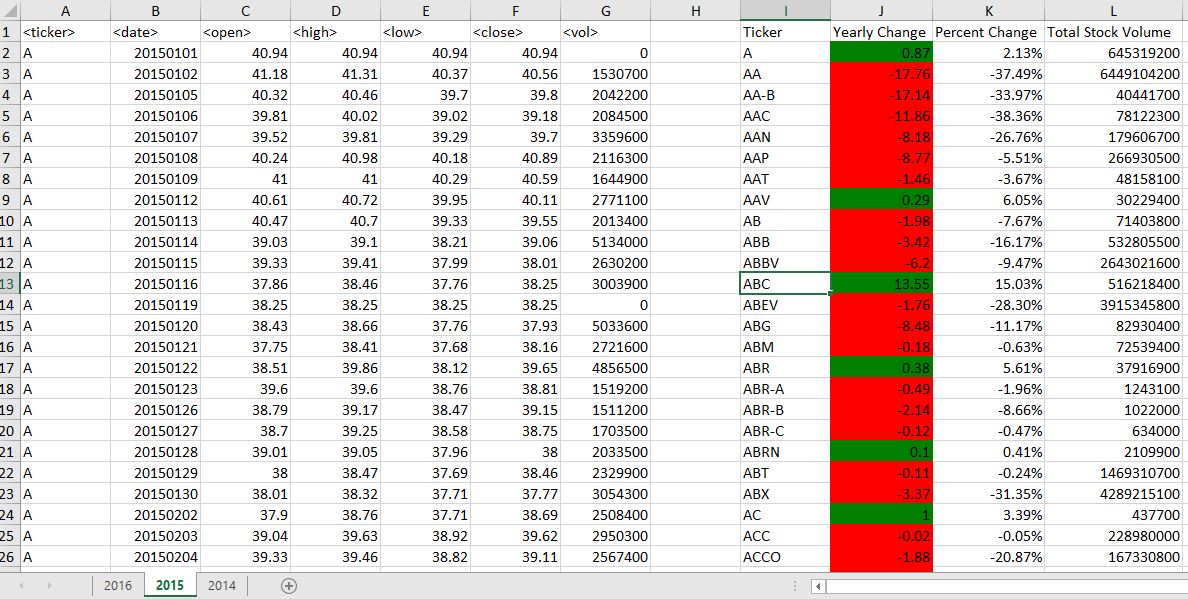 A B C D E F G H I J K L
1 <ticker> <date> <open> <high> <low> <close> <vol> Ticker Yearly Change Percent Change Total Stock Volume
2 A 20150101 40.94 40.94 40.94 40.94 0 A 0.87 2.13% 645319200
3 A 20150102 41.18 41.31 40.37 40.56 1530700 AA -17.76 -37.49% 6449104200
4 A 20150105 40.32 40.46 39.7 39.8 2042200 AA-B -17.14 -33.97% 40441700
5 A 20150106 39.81 40.02 39.02 39.18 2084500 AAC -11.86 -38.36% 78122300
6 A 20150107 39.52 39.81 39.29 39.7 3359600 AAN -8.18 -26.76% 179606700
7 A 20150108 40.24 40.98 40.18 40.89 2116300 AAP -8.77 -5.51% 266930500
8 A 20150109 41 41 40.29 40.59 1644900 AAT -1.46 -3.67% 48158100
9 A 20150112 40.61 40.72 39.95 40.11 2771100 AAV 0.29 6.05% 30229400
10 A 20150113 40.47 40.7 39.33 39.55 2013400 AB -1.98 -7.67% 71403800
11 A 20150114 39.03 39.1 38.21 39.06 5134000 ABB -3.42 -16.17% 532805500
12 A 20150115 39.33 39.41 37.99 38.01 2630200 ABBV -6.2 -9.47% 2643021600
13 A 20150116 37.86 38.46 37.76 38.25 3003900 ABC 13.55 15.03% 516218400
14 A 20150119 38.25 38.25 38.25 38.25 0 ABEV -1.76 -28.30% 3915345800
15 A 20150120 38.43 38.66 37.76 37.93 5033600 ABG -8.48 -11.17% 82930400
16 A 20150121 37.75 38.41 37.68 38.16 2721600 ABM -0.18 -0.63% 72539400
17 A 20150122 38.51 39.86 38.12 39.65 4856500 ABR 0.38 5.61% 37916900
18 A 20150123 39.6 39.6 38.76 38.81 1519200 ABR-A -0.49 -1.96% 1243100
19 A 20150126 38.79 39.17 38.47 39.15 1511200 ABR-B -2.14 -8.66% 1022000
20 A 20150127 38.7 39.25 38.58 38.75 1703500 ABR-C -0.12 -0.47% 634000
21 A 20150128 39.01 39.05 37.96 38 2033500 ABRN 0.1 0.41% 2109900
22 A 20150129 38 38.47 37.69 38.46 2329900 ABT -0.11 -0.24% 1469310700
23 A 20150130 38.01 38.32 37.71 37.77 3054300 ABX -3.37 -31.35% 4289215100
24 A 20150202 37.9 38.76 37.71 38.69 2508400 AC 1 3.39% 437700
25 A 20150203 39.04 39.63 38.92 39.62 2950300 ACC -0.02 -0.05% 228980000
26 A 20150204 39.33 39.46 38.82 39.11 2567400 ACCO -1.88 -20.87% 167330800
2016 2015 2014